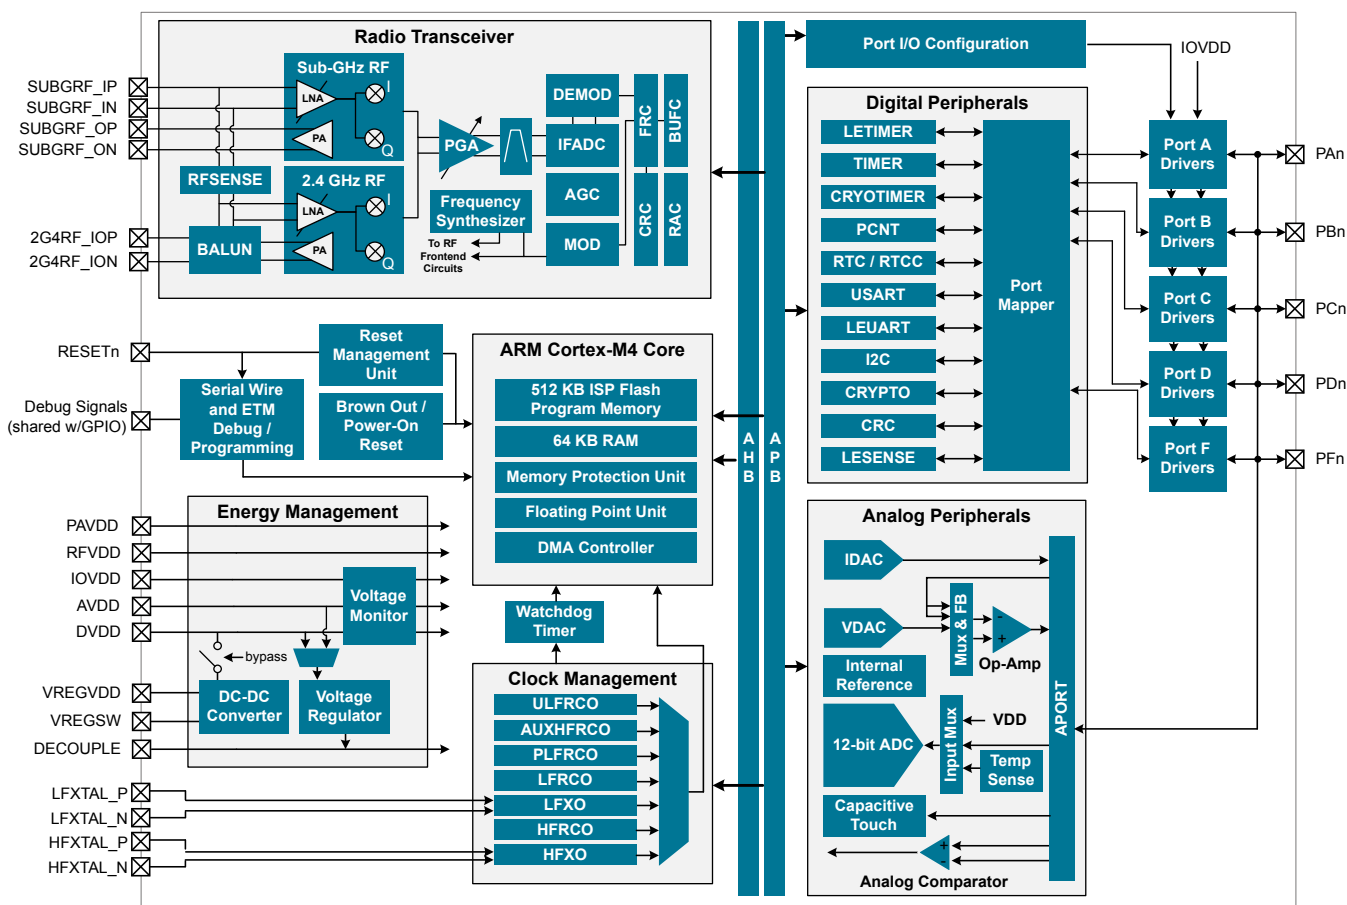 Radio Transceiver
SUBGRF_IP
SUBGRF_IN
SUBGRF_OP
SUBGRF_ON
2G4RF_IOP
2G4RF_ION
Sub-GHz RF
LNA
I
PA
Q
RFSENSE
2.4 GHz RF
LNA
I
PA
Q
BALUN
PGA
Frequency
Synthesizer
To RF
Frontend
Circuits
DEMOD
IFADC
AGC
MOD
FRC
BUFC
CRC
RAC
RESETn
Debug Signals
(shared w/GPIO)
Reset
Management
Unit
Serial Wire
and ETM
Debug /
Programming
Brown Out /
Power-On
Reset
ARM Cortex-M4 Core
512 KB ISP Flash
Program Memory
64 KB RAM
Memory Protection Unit
Floating Point Unit
DMA Controller
Watchdog
Timer
Energy Management
PAVDD
RFVDD
IOVDD
AVDD
DVDD
VREGVDD
VREGSW
DECOUPLE
Voltage
Monitor
bypass
DC-DC
Converter
Voltage
Regulator
LFXTAL_P
LFXTAL_N
HFXTAL_P
HFXTAL_N
Clock Management
ULFRCO
AUXHFRCO
PLFRCO
LFRCO
LFXO
HFRCO
HFXO
AHB
APB
Port I/O Configuration
IOVDD
Digital Peripherals
LETIMER
TIMER
CRYOTIMER
PCNT
RTC / RTCC
USART
LEUART
I2C
CRYPTO
CRC
LESENSE
Port
Mapper
Port A
Drivers
Port B
Drivers
Port C
Drivers
Port D
Drivers
Port F
Drivers
PAn
PBn
PCn
PDn
PFn
Analog Peripherals
IDAC
VDAC
Mux & FB
-
+
Op-Amp
Internal
Reference
12-bit ADC
Input Mux
VDD
Temp
Sense
Capacitive
Touch
+
-
Analog Comparator
APORT